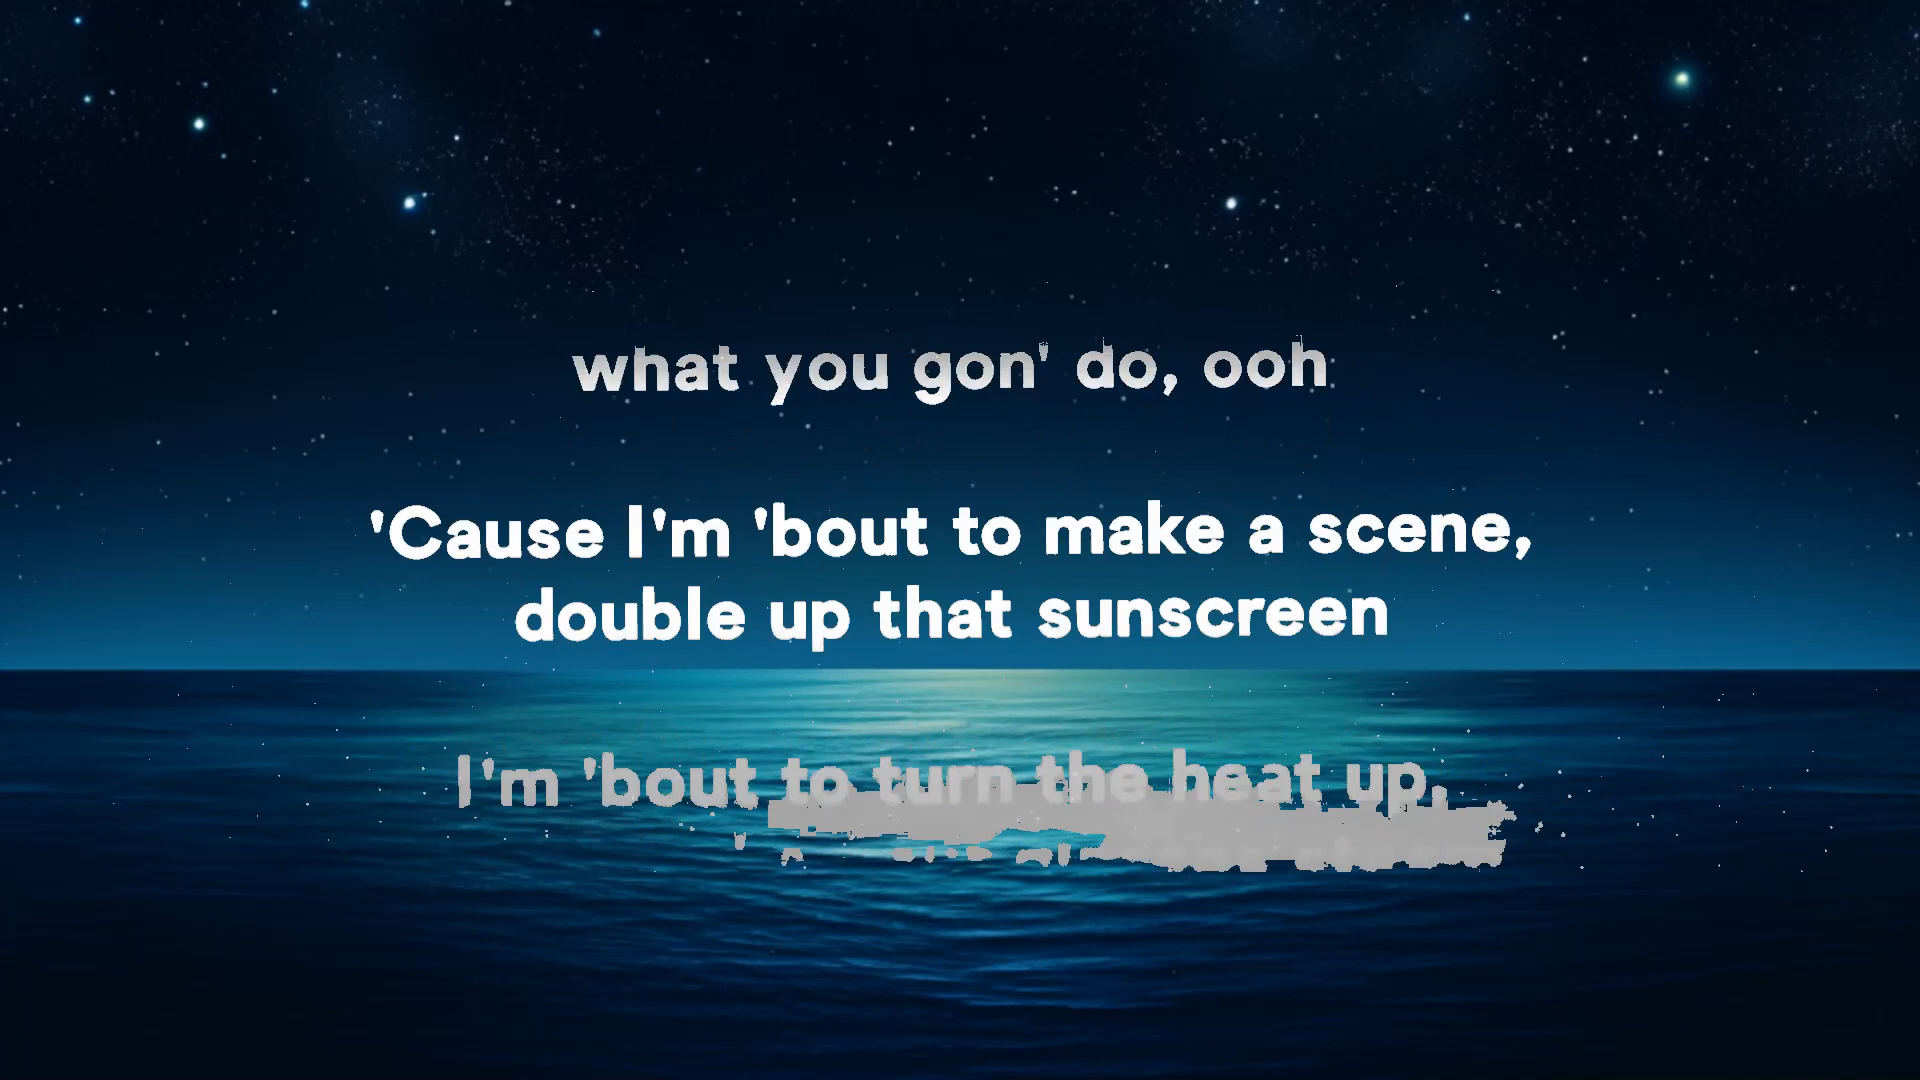 what you gon' do, ooh
'Cause I'm 'bout to make a scene,
double up that sunscreen
I'm 'bout to turn the heat up,